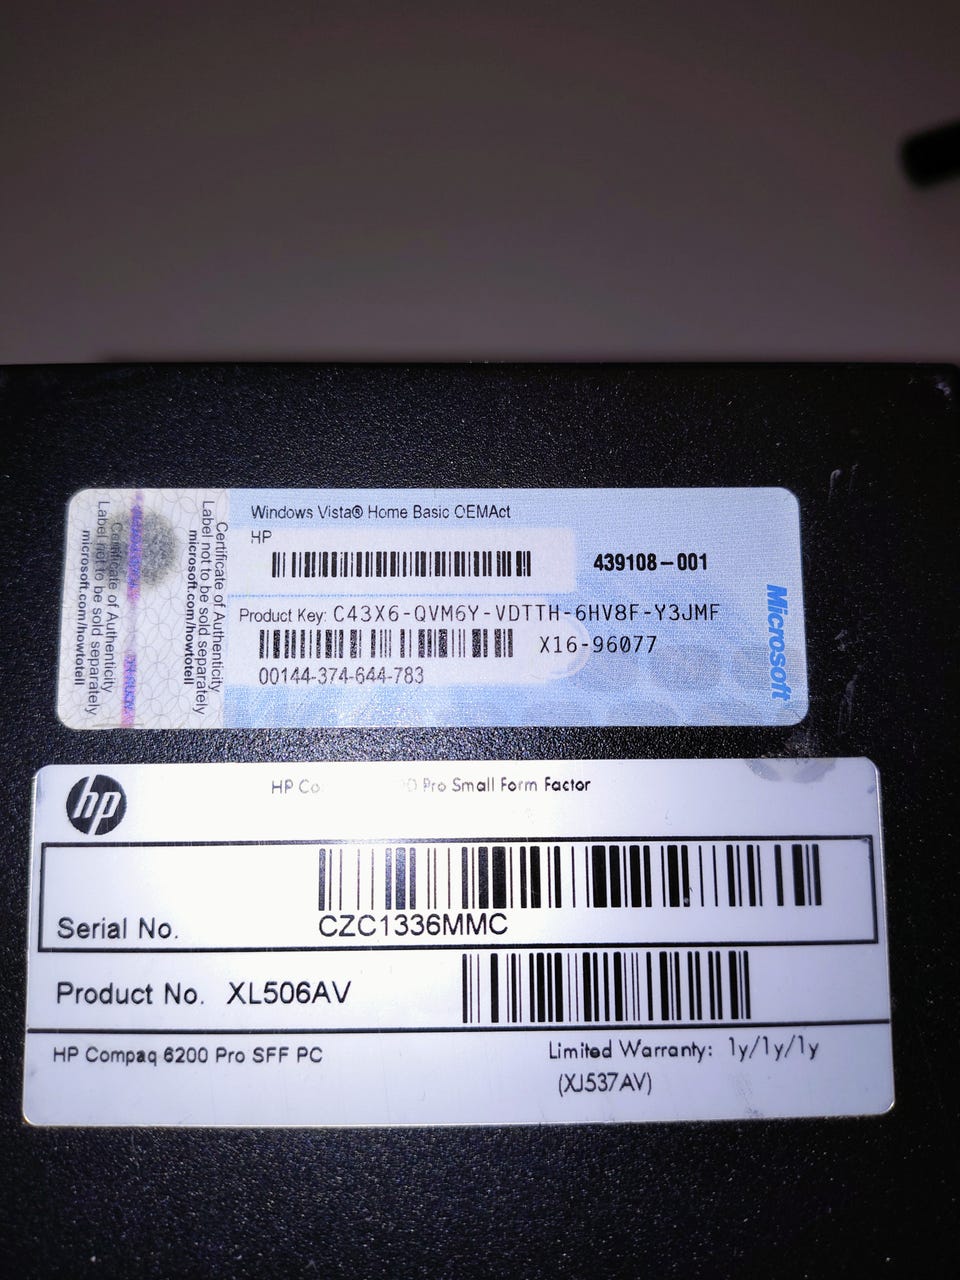 Certificate of Authenticity
Label not to be sold separately
microsoft.com/howtotell
Certificate of Authenticity
Label not to be sold separately
microsoft.com/howtotell
Windows Vista® Home Basic OEMAct
HP
439108-001
Product Key: C43X6-QVM6Y-VDTTH-6HV8F-Y3JMF
X16-96077
00144-374-644-783
Microsoft
hp
HP Pro Small Form Factor
Serial No.
CZC1336MMC
Product No. XL506AV
HP Compaq 6200 Pro SFF PC
Limited Warranty: 1y/1y/1y
(XJ537AV)